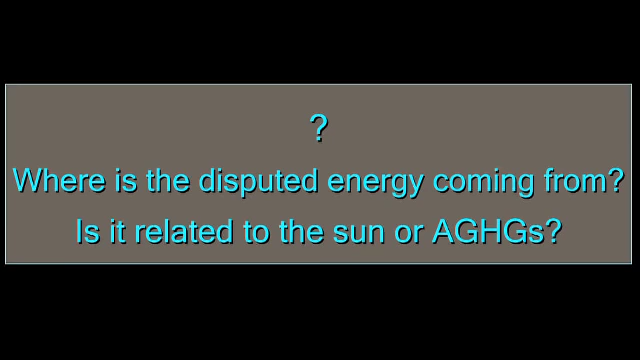 ?
Where is the disputed energy coming from?
Is it related to the sun or AGHGs?